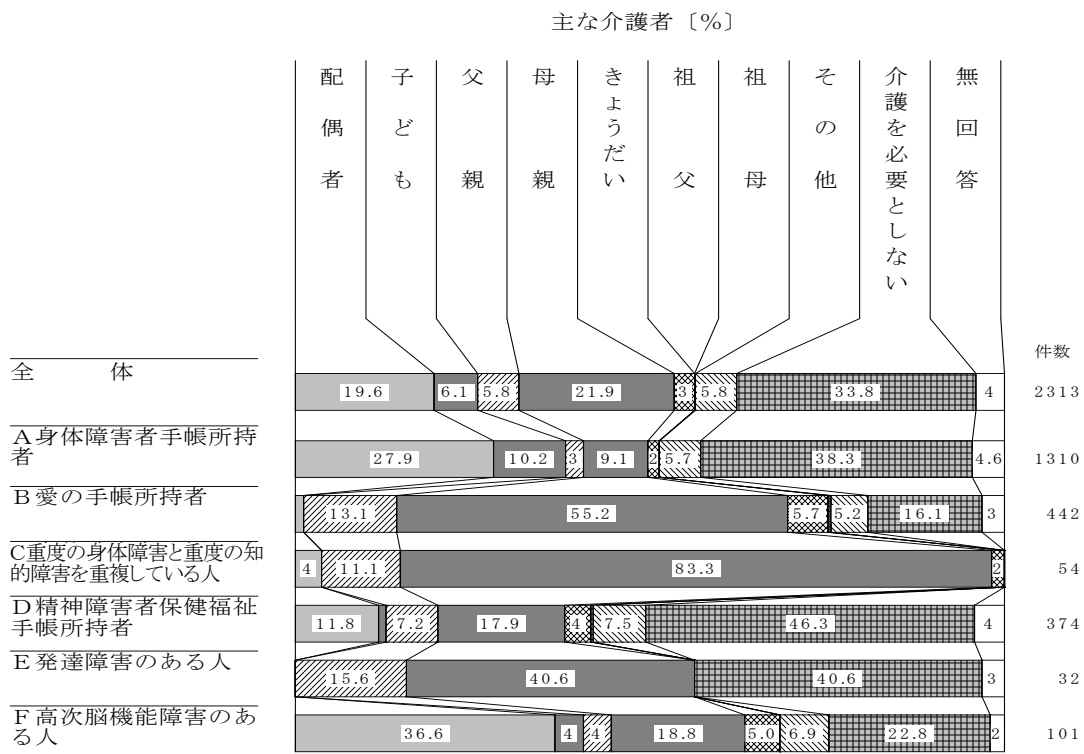 主な介護者〔%〕
配偶者
子ども
父親
母親
きょうだい
祖父
祖母
その他
介護を必要としない
無回答
件数
全体
19.6 6.1 5.8 21.9 3 5.8 33.8 4 2313
A身体障害者手帳所持
者
27.9 10.2 3 9.1 2 5.7 38.3 4.6 1310
B愛の手帳所持者
13.1 55.2 5.7 5.2 16.1 3 442
C重度の身体障害と重度の知
的障害を重複している人
4 11.1 83.3 2 54
D精神障害者保健福祉
手帳所持者
11.8 7.2 17.9 4 7.5 46.3 4 374
E発達障害のある人
15.6 40.6 40.6 3 32
F高次脳機能障害のあ
る人
36.6 4 4 18.8 5.0 6.9 22.8 2 101